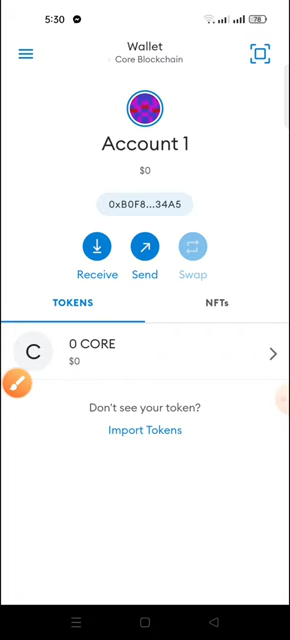 5:30
78
Wallet
Core Blockchain
Account 1
$0
0xB0F8...34A5
Receive Send Swap
TOKENS NFTs
C
0 CORE
$0
Don't see your token?
Import Tokens